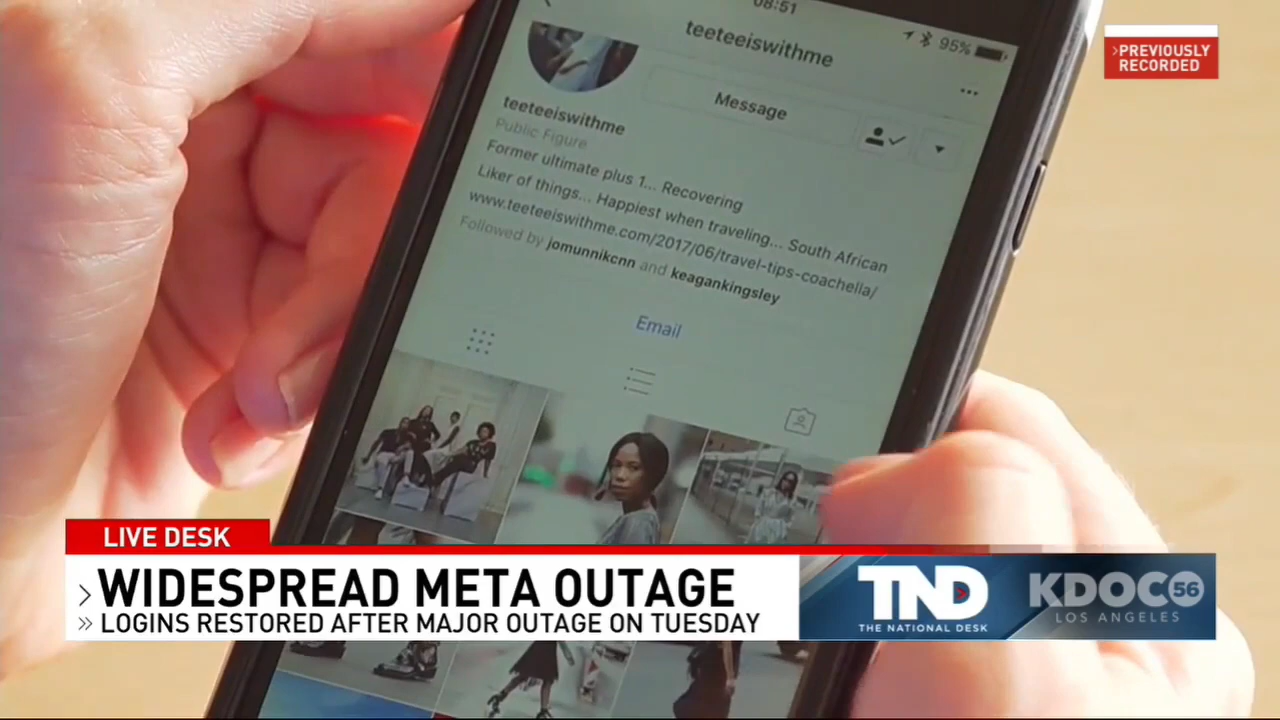 08:51
95%
teeteeiswithme
Message
teeteeiswithme
Public Figure
Former ultimate plus 1... Recovering
Liker of things... Happiest when traveling... South African
www.teeteeiswithme.com/2017/06/travel-tips-coachella/
Followed by jomunnikcnn and keagankingsley
Email
>PREVIOUSLY
RECORDED
LIVE DESK
>WIDESPREAD META OUTAGE
» LOGINS RESTORED AFTER MAJOR OUTAGE ON TUESDAY
TND
THE NATIONAL DESK
KDOC 56
LOS ANGELES